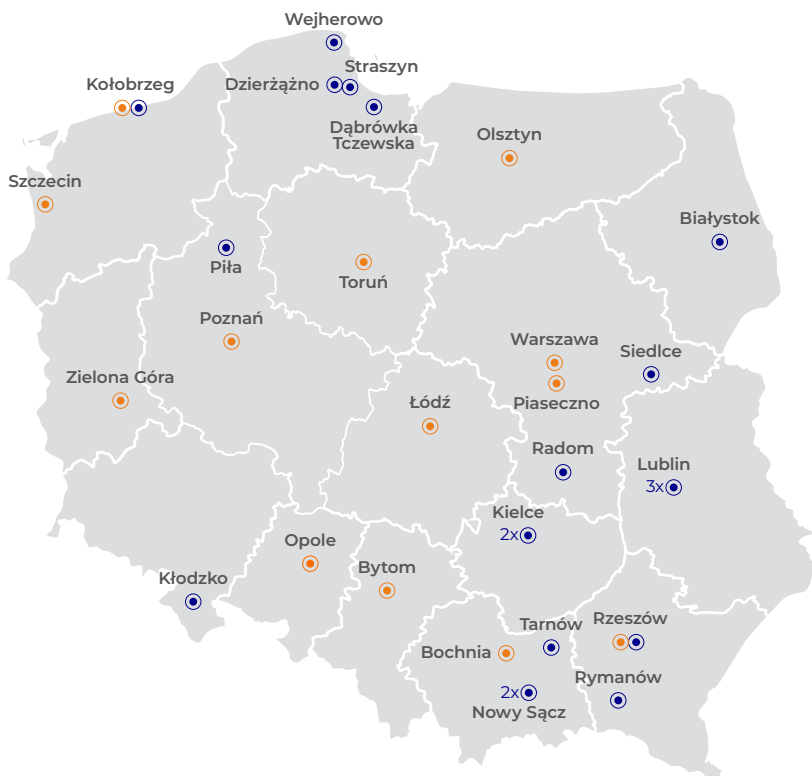 Wejherowo
Straszyn
Kołobrzeg
Dzierżążno
Dąbrówka
Tczewska
Olsztyn
Szczecin
Białystok
Piła
Toruń
Poznań
Warszawa
Siedlce
Zielona Góra
Piaseczno
Łódź
Radom
Lublin
3x
Kielce
2x
Opole
Bytom
Kłodzko
Tarnów
Rzeszów
Bochnia
Rymanów
2x
Nowy Sącz